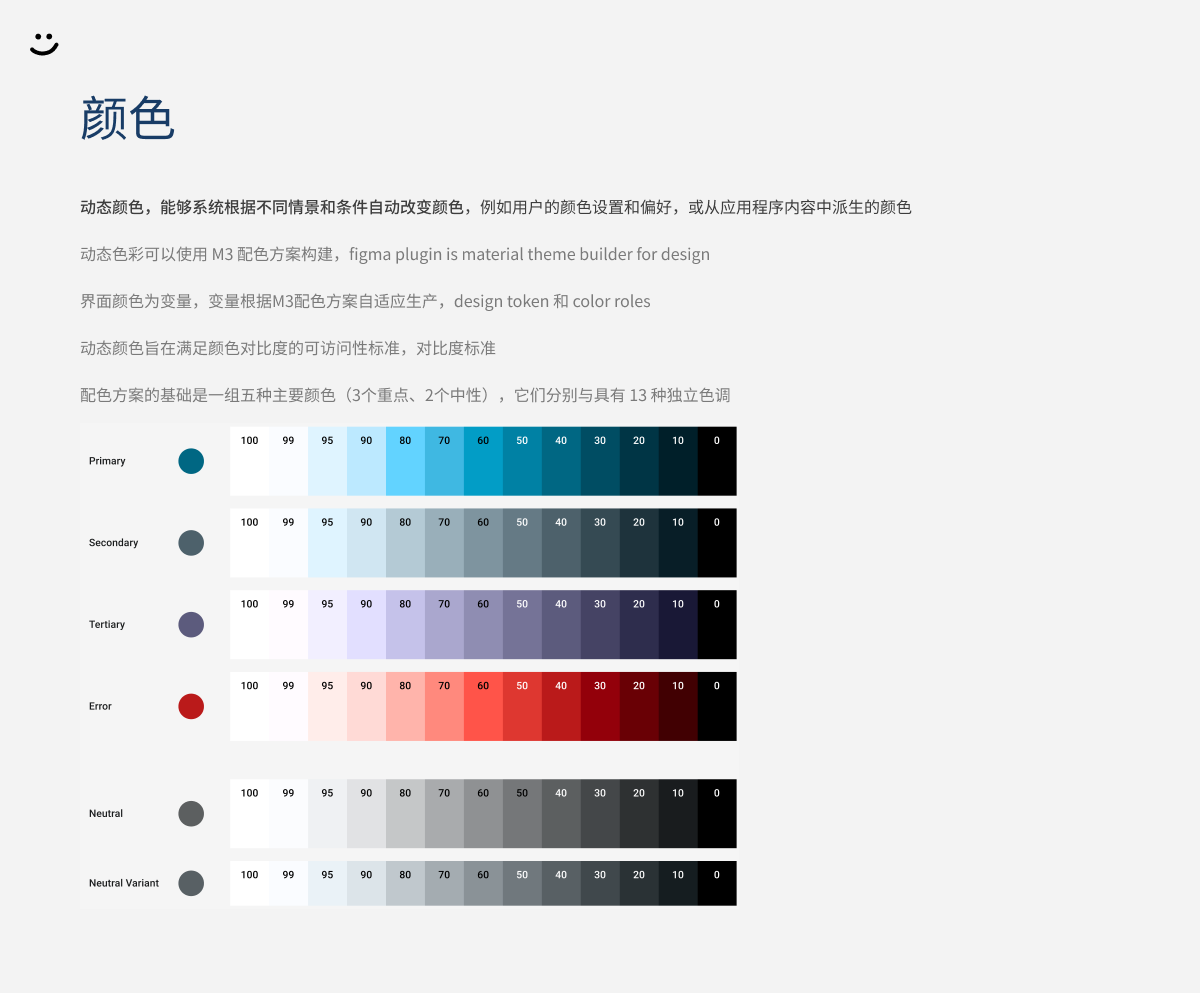 颜色
动态颜色，能够系统根据不同情景和条件自动改变颜色，例如用户的颜色设置和偏好，或从应用程序内容中派生的颜色
动态色彩可以使用 M3 配色方案构建，figma plugin is material theme builder for design
界面颜色为变量，变量根据M3配色方案自适应生产，design token 和 color roles
动态颜色旨在满足颜色对比度的可访问性标准，对比度标准
配色方案的基础是一组五种主要颜色（3个重点、2个中性），它们分别与具有 13 种独立色调
Primary 100 99 95 90 80 70 60 50 40 30 20 10 0
Secondary 100 99 95 90 80 70 60 50 40 30 20 10 0
Tertiary 100 99 95 90 80 70 60 50 40 30 20 10 0
Error 100 99 95 90 80 70 60 50 40 30 20 10 0
Neutral 100 99 95 90 80 70 60 50 40 30 20 10 0
Neutral Variant 100 99 95 90 80 70 60 50 40 30 20 10 0